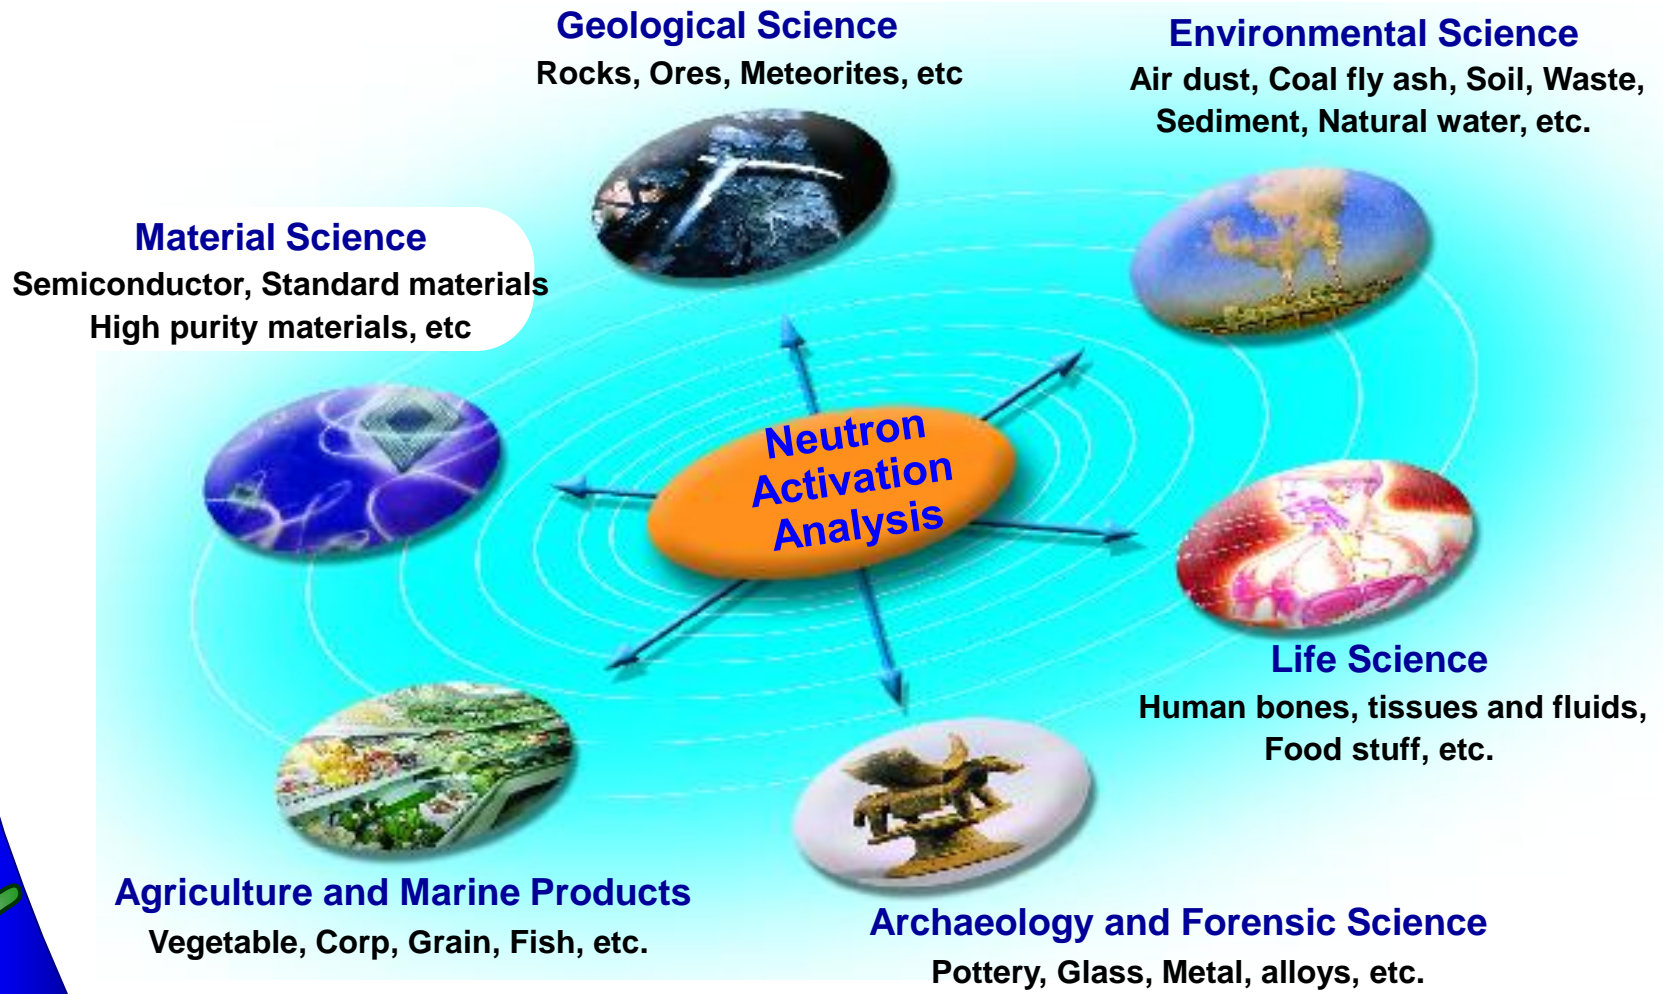 Geological Science
Rocks, Ores, Meteorites, etc
Environmental Science
Air dust, Coal fly ash, Soil, Waste,
Sediment, Natural water, etc.
Material Science
Semiconductor, Standard materials
High purity materials, etc
Neutron
Activation
Analysis
Life Science
Human bones, tissues and fluids,
Food stuff, etc.
Agriculture and Marine Products
Vegetable, Corp, Grain, Fish, etc.
Archaeology and Forensic Science
Pottery, Glass, Metal, alloys, etc.